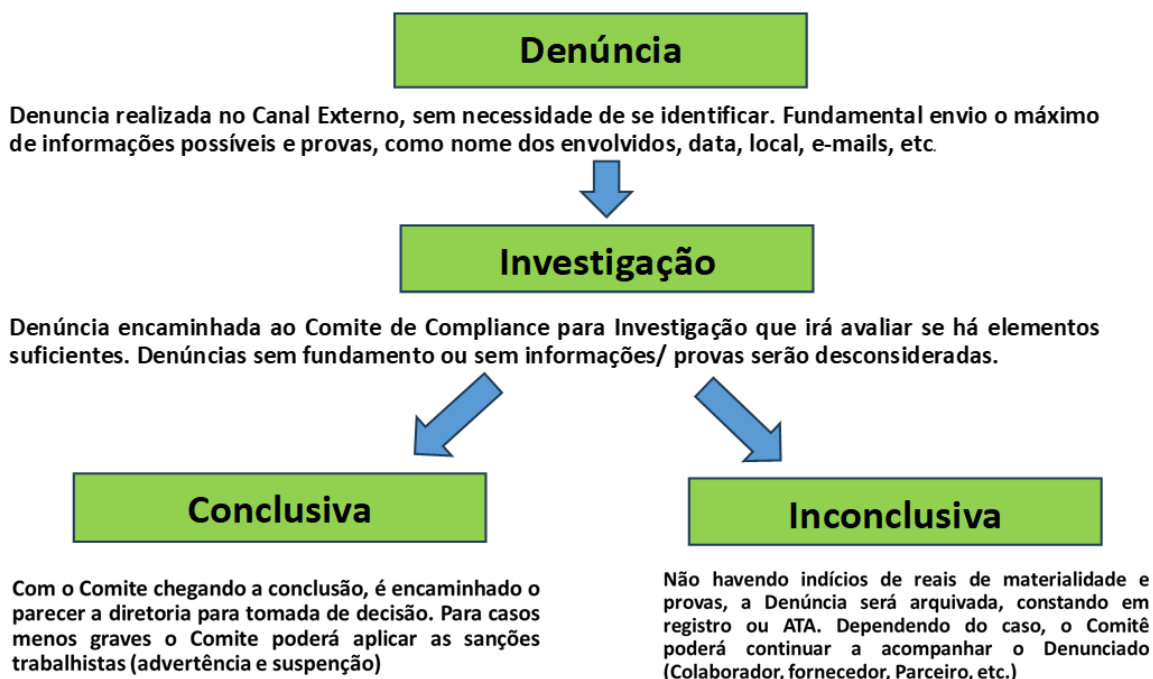 Denúncia
Denuncia realizada no Canal Externo, sem necessidade de se identificar. Fundamental envio o máximo
de informações possíveis e provas, como nome dos envolvidos, data, local, e-mails, etc.
Investigação
Denúncia encaminhada ao Comite de Compliance para Investigação que irá avaliar se há elementos
suficientes. Denúncias sem fundamento ou sem informações/ provas serão desconsideradas.
Conclusiva
Com o Comite chegando a conclusão, é encaminhado o
parecer a diretoria para tomada de decisão. Para casos
menos graves o Comite poderá aplicar as sanções
trabalhistas (advertência e suspenção)
Inconclusiva
Não havendo indícios de reais de materialidade e
provas, a Denúncia será arquivada, constando em
registro ou ATA. Dependendo do caso, o Comitê
poderá continuar a acompanhar o Denunciado
(Colaborador, fornecedor, Parceiro, etc.)